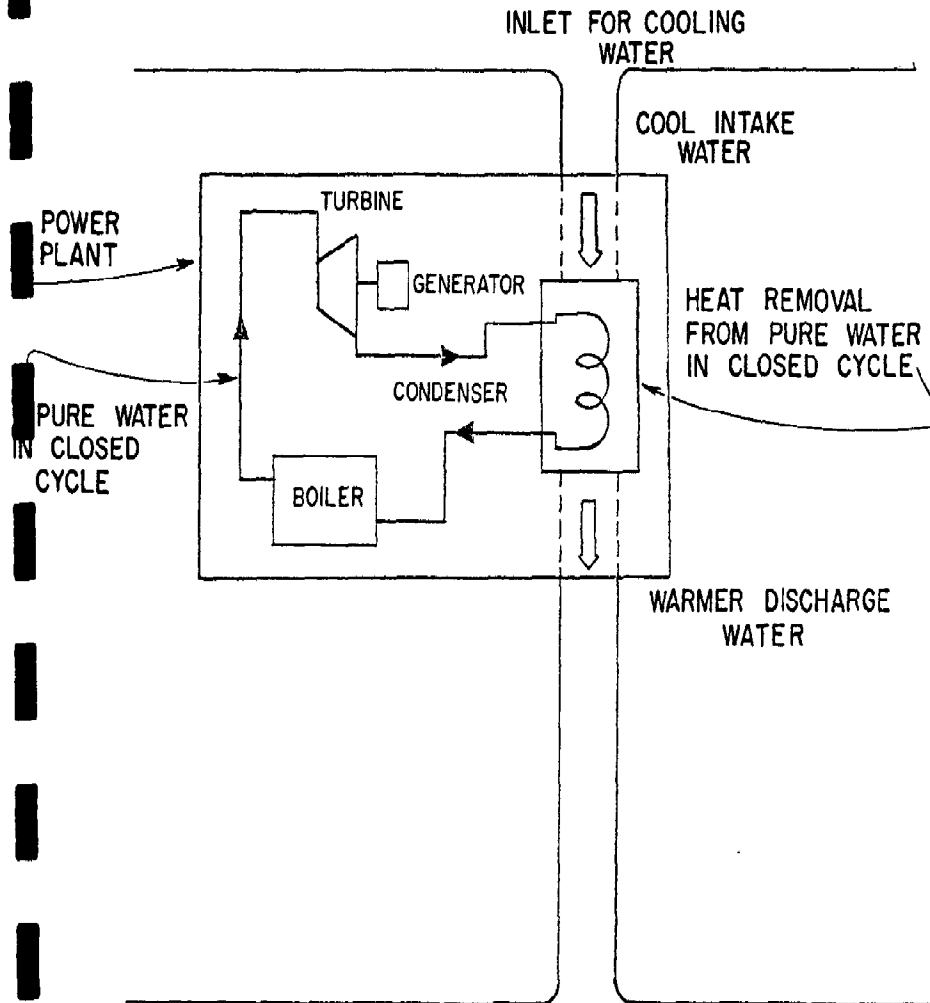 INLET FOR COOLING
WATER
COOL INTAKE
WATER
TURBINE
POWER
PLANT
GENERATOR
HEAT REMOVAL
FROM PURE WATER
IN CLOSED CYCLE
CONDENSER
PURE WATER
IN CLOSED
CYCLE
BOILER
WARMER DISCHARGE
WATER